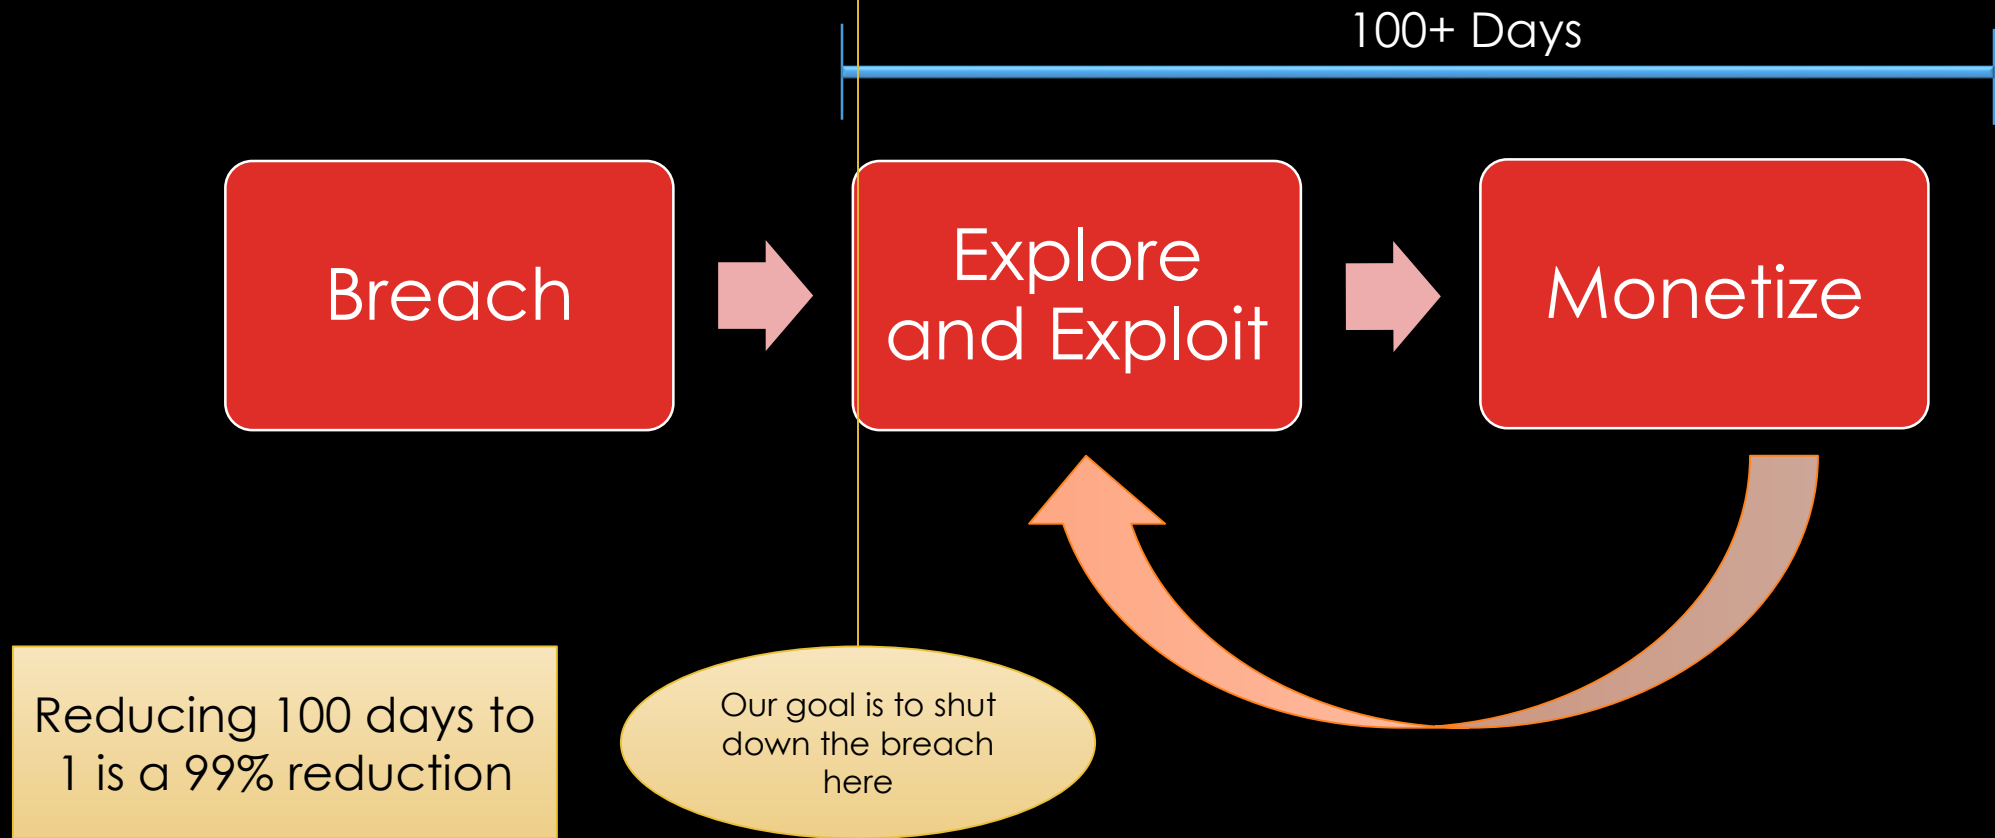 100+ Days
Breach
Explore
and Exploit
Monetize
Reducing 100 days to
1 is a 99% reduction
Our goal is to shut
down the breach
here